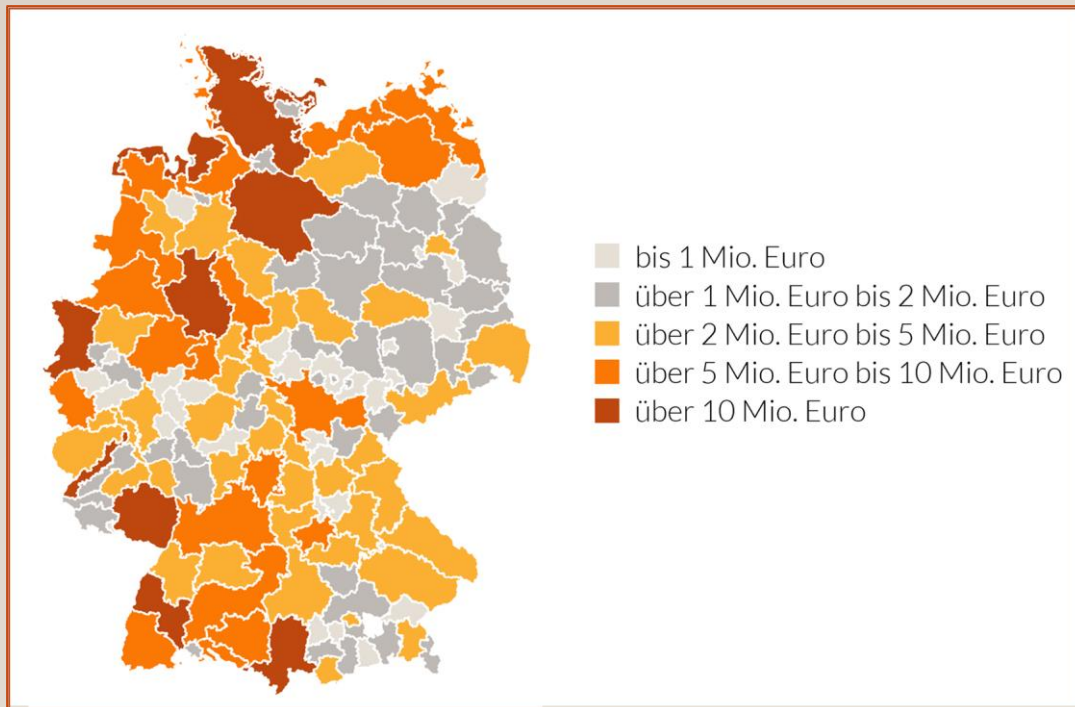 bis 1 Mio. Euro
über 1 Mio. Euro bis 2 Mio. Euro
über 2 Mio. Euro bis 5 Mio. Euro
über 5 Mio. Euro bis 10 Mio. Euro
über 10 Mio. Euro